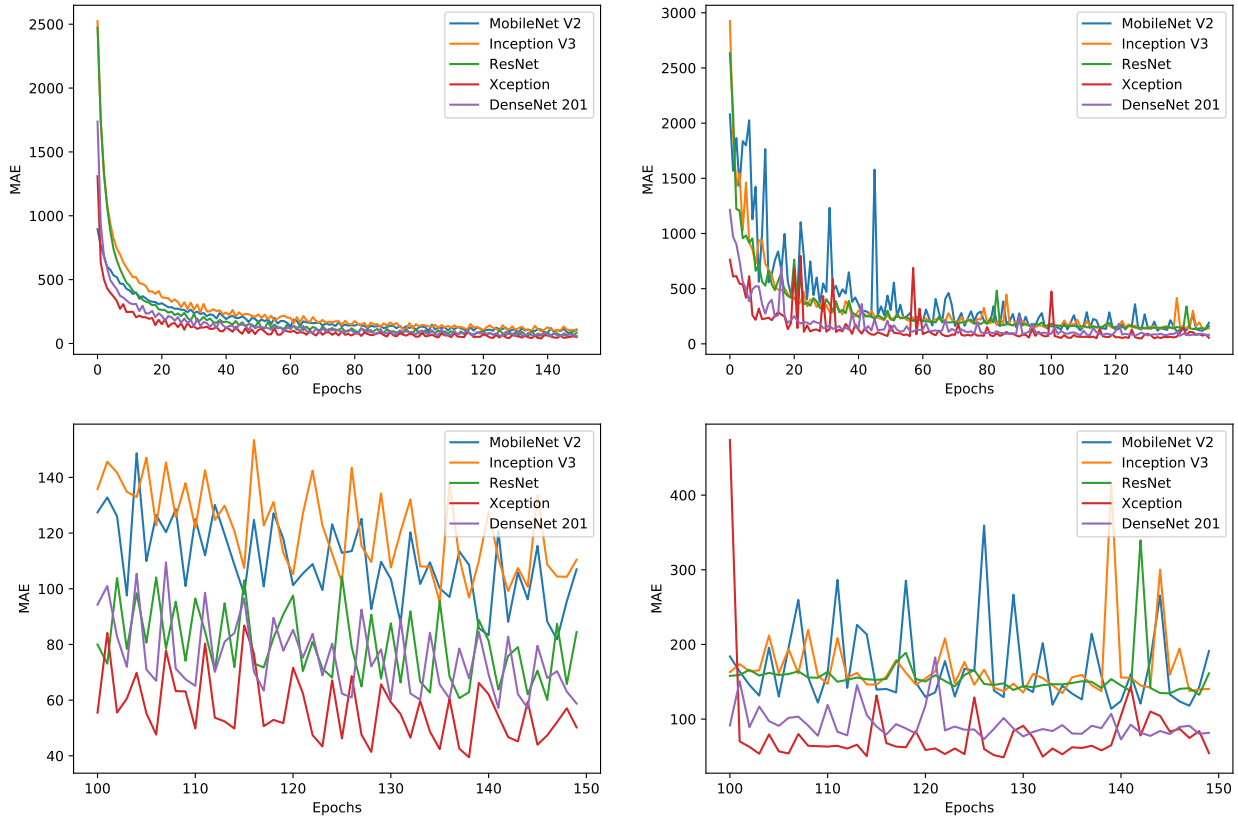 2500
2000
1500
1000
500
0
MAE
0
20
40
60
80
100
120
140
Epochs
MobileNet V2
Inception V3
ResNet
Xception
DenseNet 201
3000
2500
2000
1500
1000
500
0
MAE
0
20
40
60
80
100
120
140
Epochs
MobileNet V2
Inception V3
ResNet
Xception
DenseNet 201
140
120
100
80
60
40
MAE
100
110
120
130
140
150
Epochs
MobileNet V2
Inception V3
ResNet
Xception
DenseNet 201
400
300
200
100
MAE
100
110
120
130
140
150
Epochs
MobileNet V2
Inception V3
ResNet
Xception
DenseNet 201